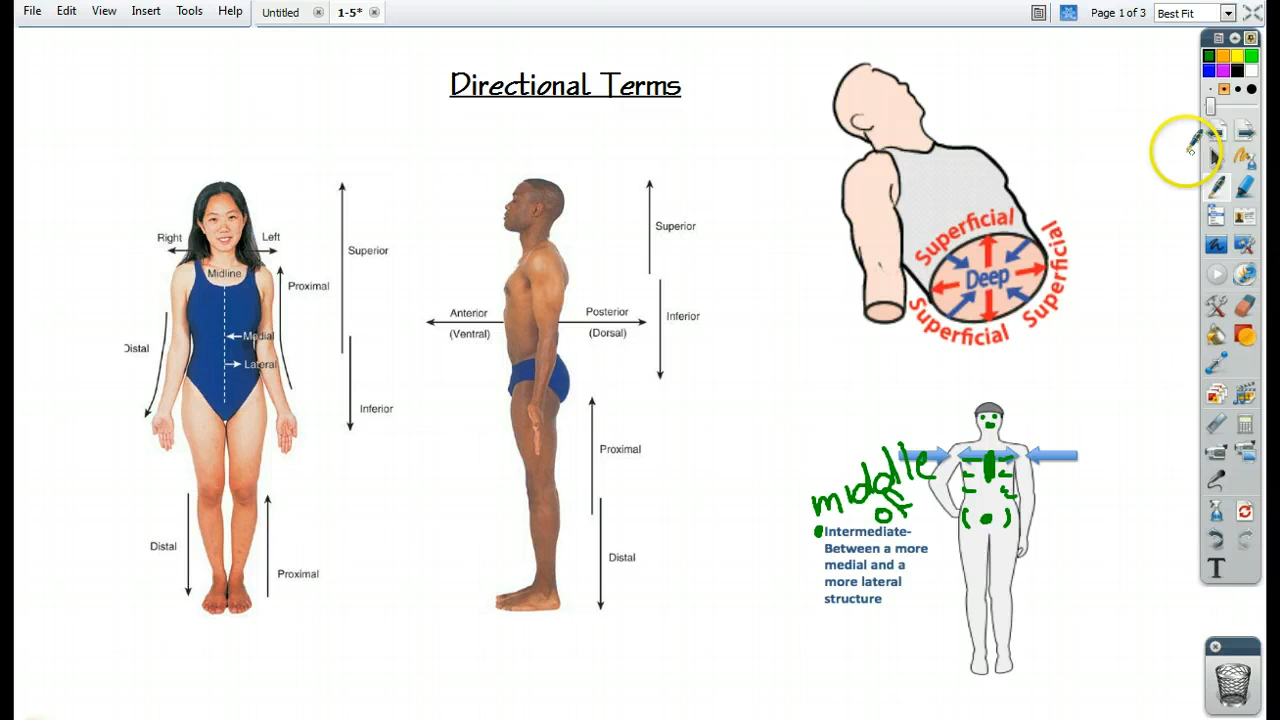 File Edit View Insert Tools Help
Untitled
1-5*
Page 1 of 3
Best Fit
Directional Terms
Right
Left
Midline
Medial
Lateral
Proximal
Distal
Superior
Inferior
Distal
Proximal
Anterior
(Ventral)
Posterior
(Dorsal)
Superior
Inferior
Proximal
Distal
Superficial
Superficial
Deep
Superficial
Superficial
middle
of
Intermediate-
Between a more
medial and a
more lateral
structure
T